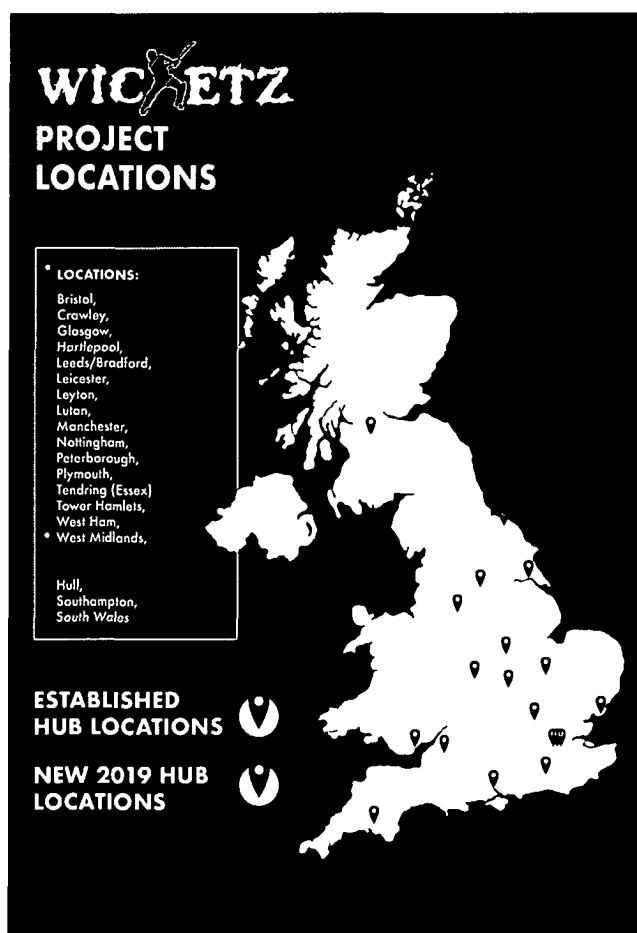 WICKETZ
PROJECT
LOCATIONS
• LOCATIONS:
Bristol,
Crawley,
Glasgow,
Hartlepool,
Leeds/Bradford,
Leicester,
Leyton,
Luton,
Manchester,
Nottingham,
Peterborough,
Plymouth,
Tendring (Essex)
Tower Hamlets,
West Ham,
• West Midlands,
Hull,
Southampton,
South Wales
ESTABLISHED
HUB LOCATIONS
NEW 2019 HUB
LOCATIONS